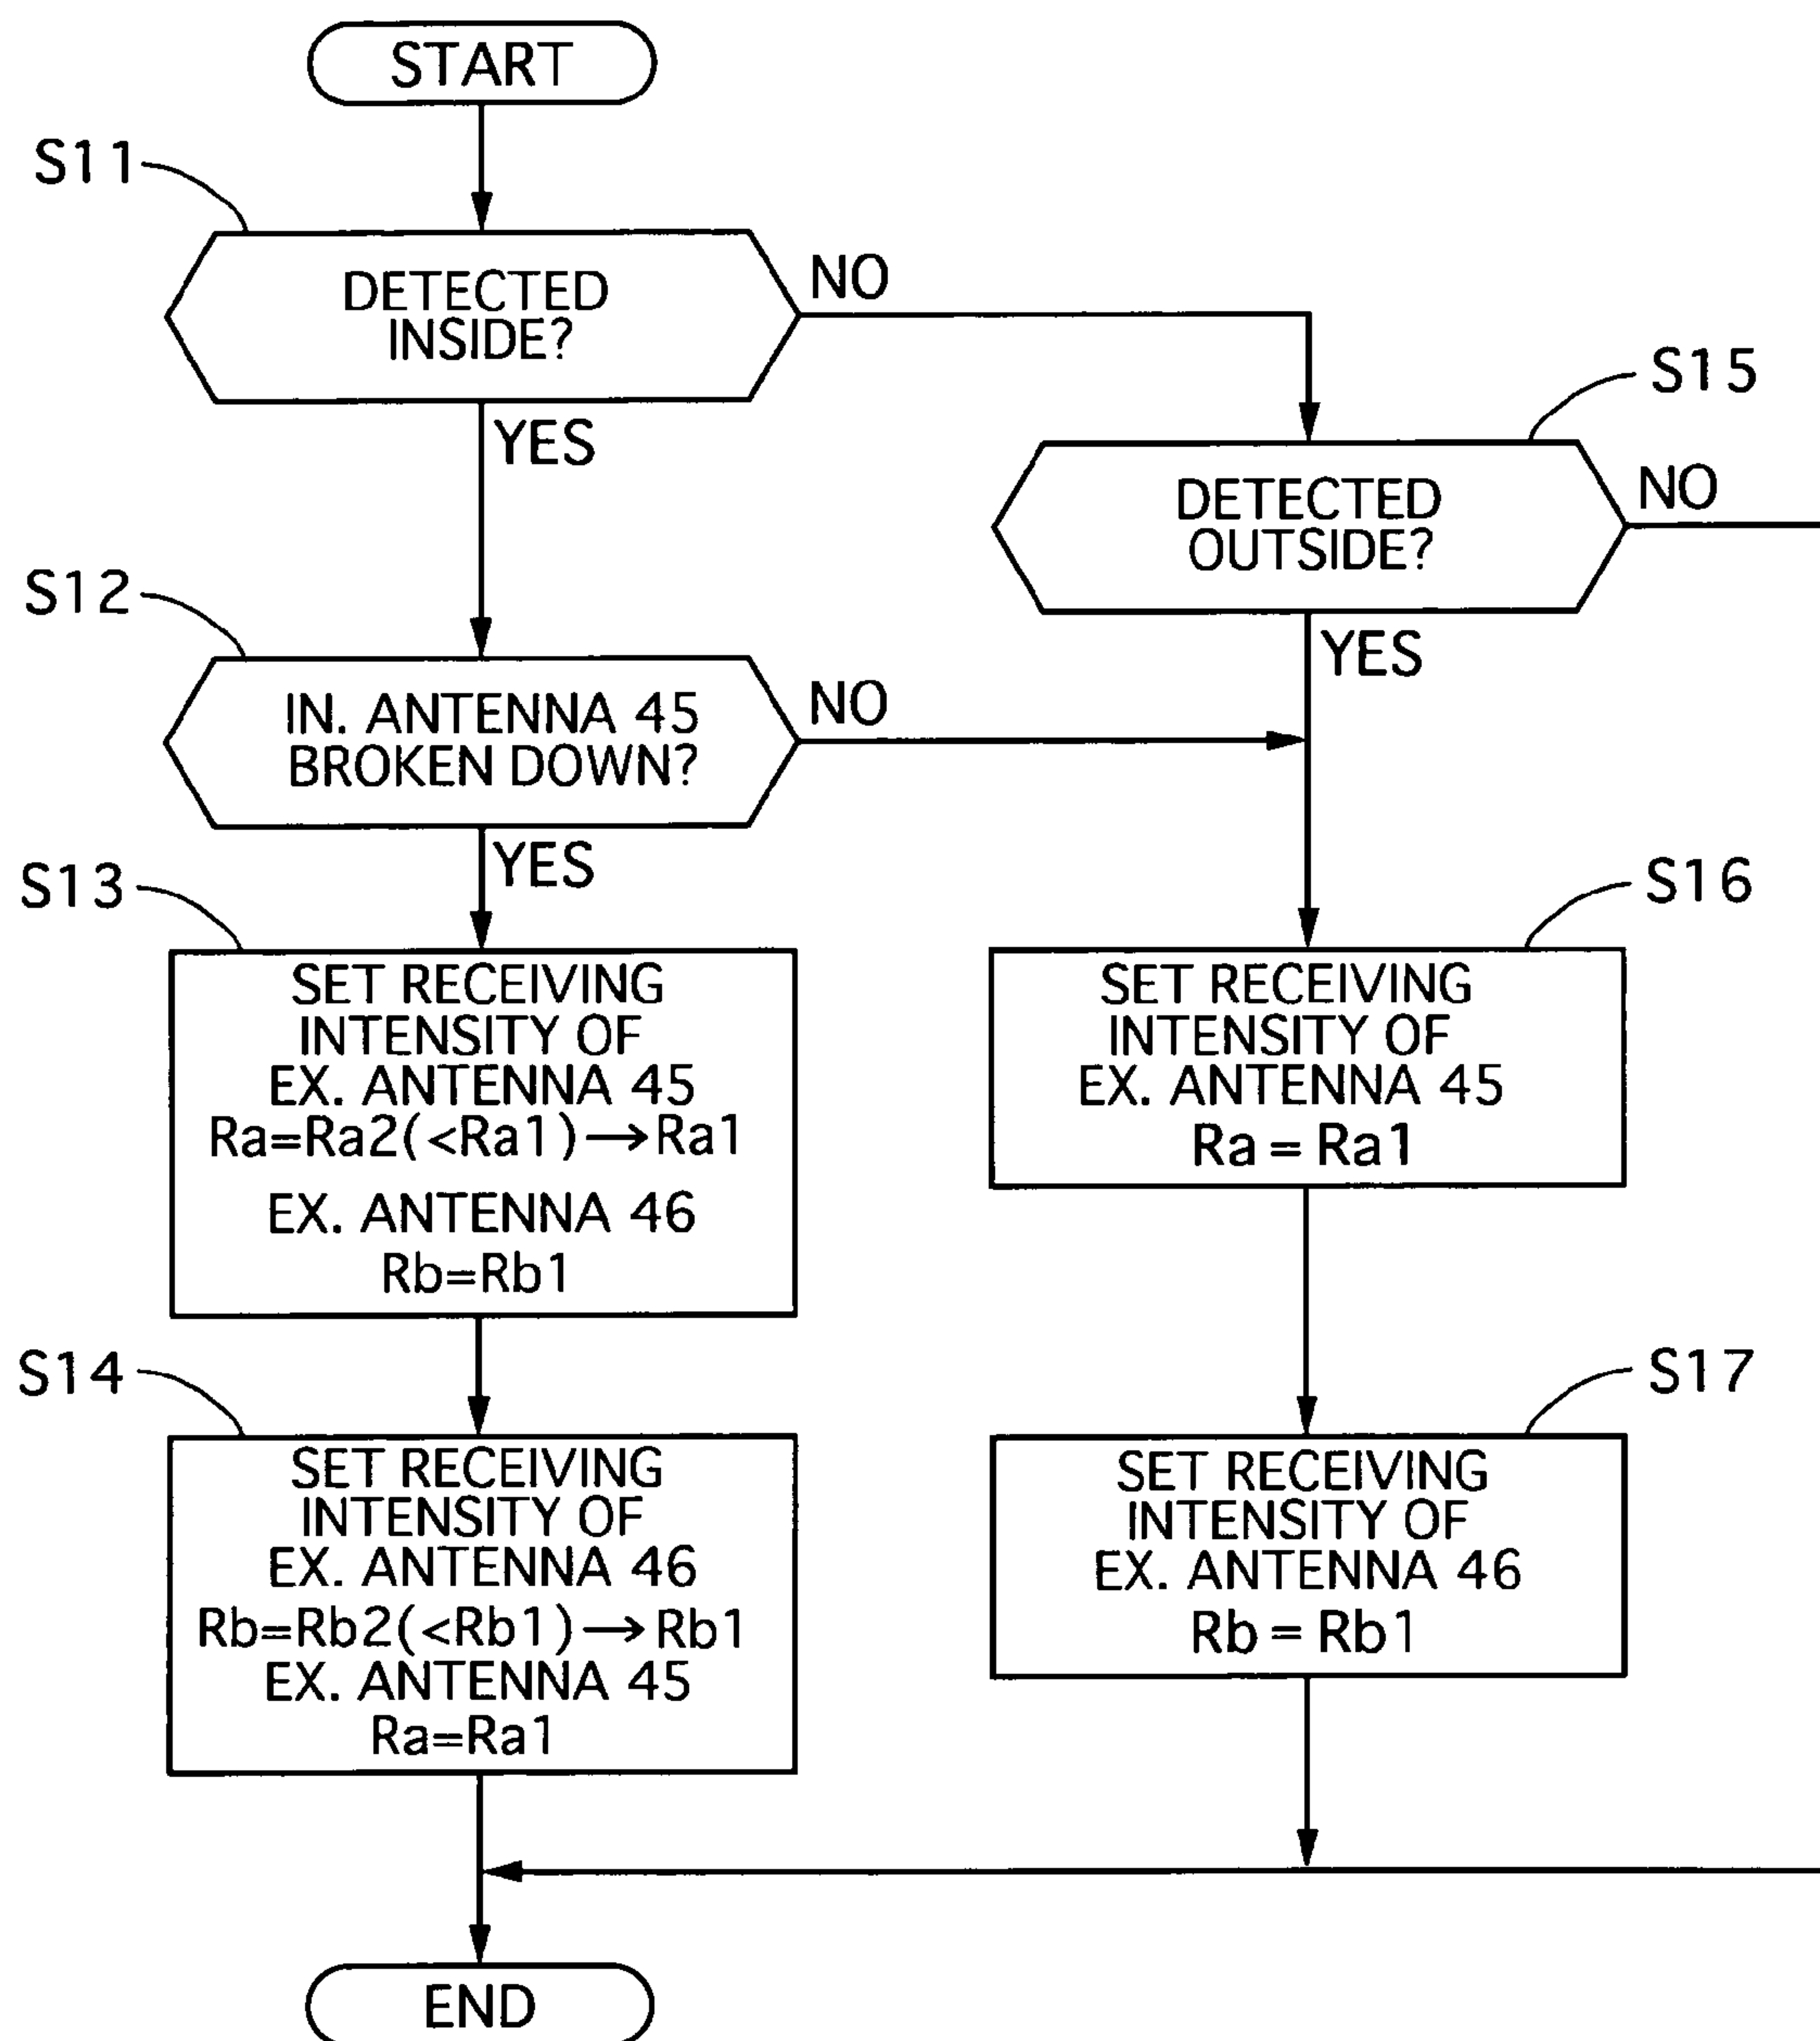 START
S11
DETECTED
INSIDE?
NO
YES
S15
DETECTED
OUTSIDE?
NO
YES
S12
IN. ANTENNA 45
BROKEN DOWN?
NO
YES
S13
SET RECEIVING
INTENSITY OF
EX. ANTENNA 45
Ra=Ra2(<Ra1)→Ra1
EX. ANTENNA 46
Rb=Rb1
S16
SET RECEIVING
INTENSITY OF
EX. ANTENNA 45
Ra = Ra1
S14
SET RECEIVING
INTENSITY OF
EX. ANTENNA 46
Rb=Rb2(<Rb1)→Rb1
EX. ANTENNA 45
Ra=Ra1
S17
SET RECEIVING
INTENSITY OF
EX. ANTENNA 46
Rb = Rb1
END